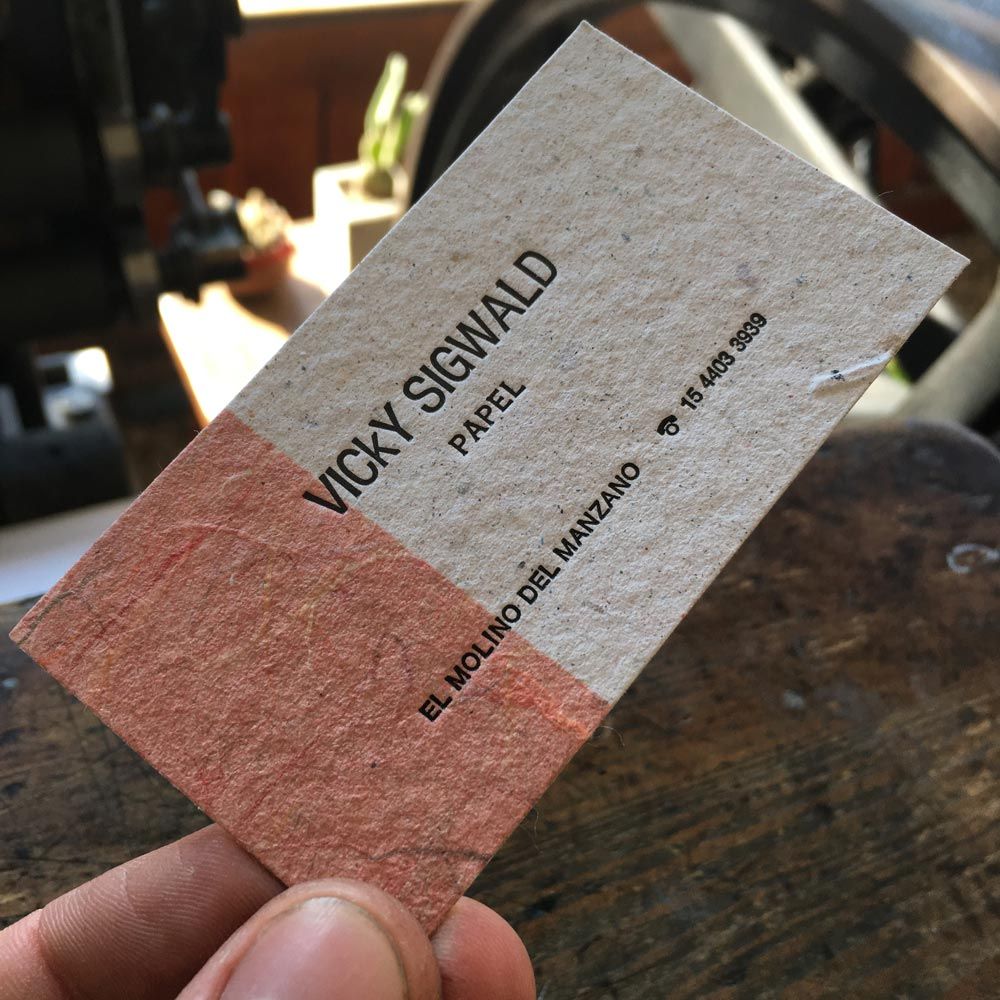 VICKY SIGWALD
PAPEL
EL MOLINO DEL MANZANO ☎ 15 4403 3939